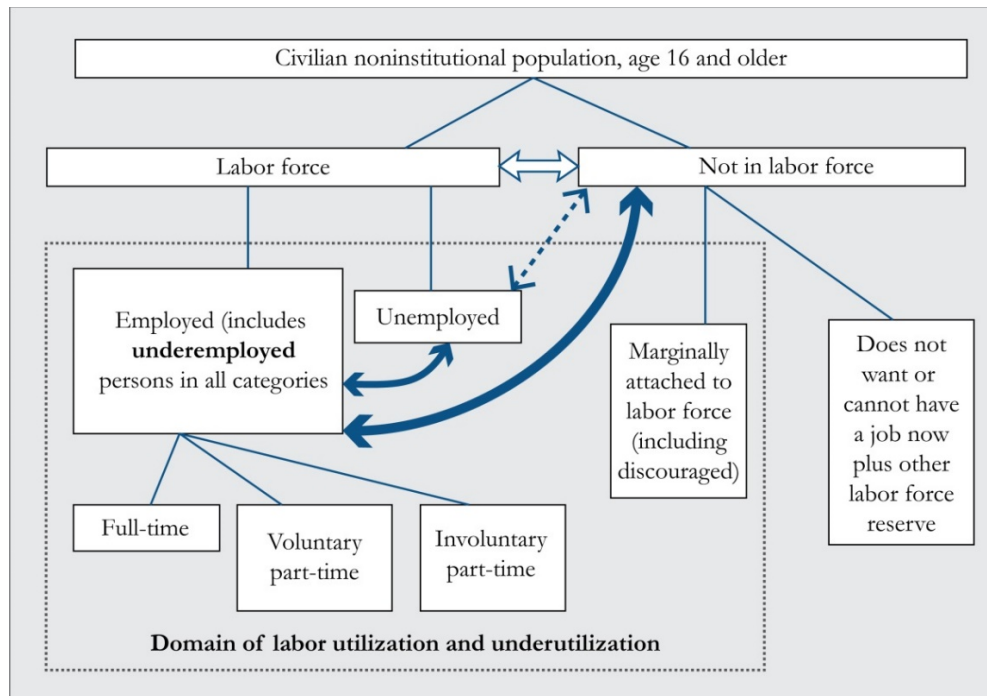 Civilian noninstitutional population, age 16 and older
Labor force
Not in labor force
Employed (includes
underemployed
persons in all categories
Unemployed
Marginally
attached to
labor force
(including
discouraged)
Does not
want or
cannot have
a job now
plus other
labor force
reserve
Full-time
Voluntary
part-time
Involuntary
part-time
Domain of labor utilization and underutilization